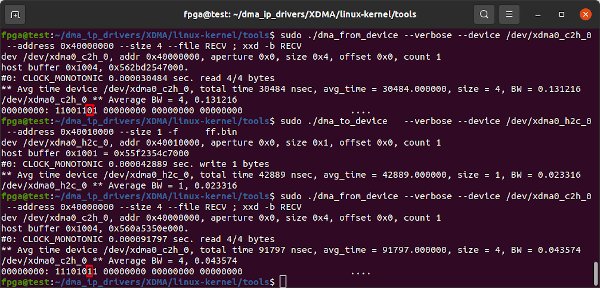 fpga@test: ~/dma_ip_drivers/XDMA/linux-kernel/tools
fpga@test:~/dma_ip_drivers/XDMA/linux-kernel/tools$ sudo ./dma_from_device --verbose --device /dev/xdma0_c2h_0
--address 0x40000000 --size 4 --file RECV ; xxd -b RECV
dev /dev/xdma0_c2h_0, addr 0x40000000, aperture 0x0, size 0x4, offset 0x0, count 1
host buffer 0x1004, 0x562bd2547000.
#0: CLOCK_MONOTONIC 0.000030484 sec. read 4/4 bytes
** Avg time device /dev/xdma0_c2h_0, total time 30484 nsec, avg_time = 30484.000000, size = 4, BW = 0.131216
/dev/xdma0_c2h_0 ** Average BW = 4, 0.131216
00000000: 11001101 00000000 00000000 00000000 ....
fpga@test:~/dma_ip_drivers/XDMA/linux-kernel/tools$ sudo ./dma_to_device --verbose --device /dev/xdma0_h2c_0
--address 0x40010000 --size 1 -f ff.bin
dev /dev/xdma0_h2c_0, addr 0x40010000, aperture 0x0, size 0x1, offset 0x0, count 1
host buffer 0x1001 = 0x55f2354c7000
#0: CLOCK_MONOTONIC 0.000042889 sec. write 1 bytes
** Avg time device /dev/xdma0_h2c_0, total time 42889 nsec, avg_time = 42889.000000, size = 1, BW = 0.023316
/dev/xdma0_h2c_0 ** Average BW = 1, 0.023316
fpga@test:~/dma_ip_drivers/XDMA/linux-kernel/tools$ sudo ./dma_from_device --verbose --device /dev/xdma0_c2h_0
--address 0x40000000 --size 4 --file RECV ; xxd -b RECV
dev /dev/xdma0_c2h_0, addr 0x40000000, aperture 0x0, size 0x4, offset 0x0, count 1
host buffer 0x1004, 0x560a5350e000.
#0: CLOCK_MONOTONIC 0.000091797 sec. read 4/4 bytes
** Avg time device /dev/xdma0_c2h_0, total time 91797 nsec, avg_time = 91797.000000, size = 4, BW = 0.043574
/dev/xdma0_c2h_0 ** Average BW = 4, 0.043574
00000000: 11101011 00000000 00000000 00000000 ....
fpga@test:~/dma_ip_drivers/XDMA/linux-kernel/tools$